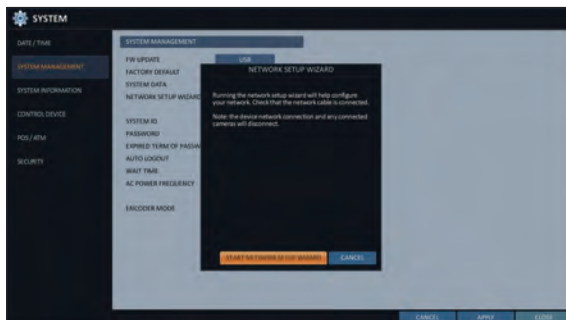 SYSTEM
DATE / TIME
SYSTEM MANAGEMENT
SYSTEM INFORMATION
CONTROL DEVICE
POS / ATM
SECURITY
SYSTEM MANAGEMENT
FW UPDATE
USB
FACTORY DEFAULT
SYSTEM DATA
NETWORK SETUP WIZARD
SYSTEM ID
PASSWORD
EXPIRED TERM OF PASSW
AUTO LOGOUT
WAIT TIME
AC POWER FREQUENCY
ENCODER MODE
NETWORK SETUP WIZARD
Running the network setup wizard will help configure
your network. Check that the network cable is connected.
Note: the device network connection and any connected
cameras will disconnect.
START NETWORK SETUP WIZARD
CANCEL
CANCEL
APPLY
CLOSE